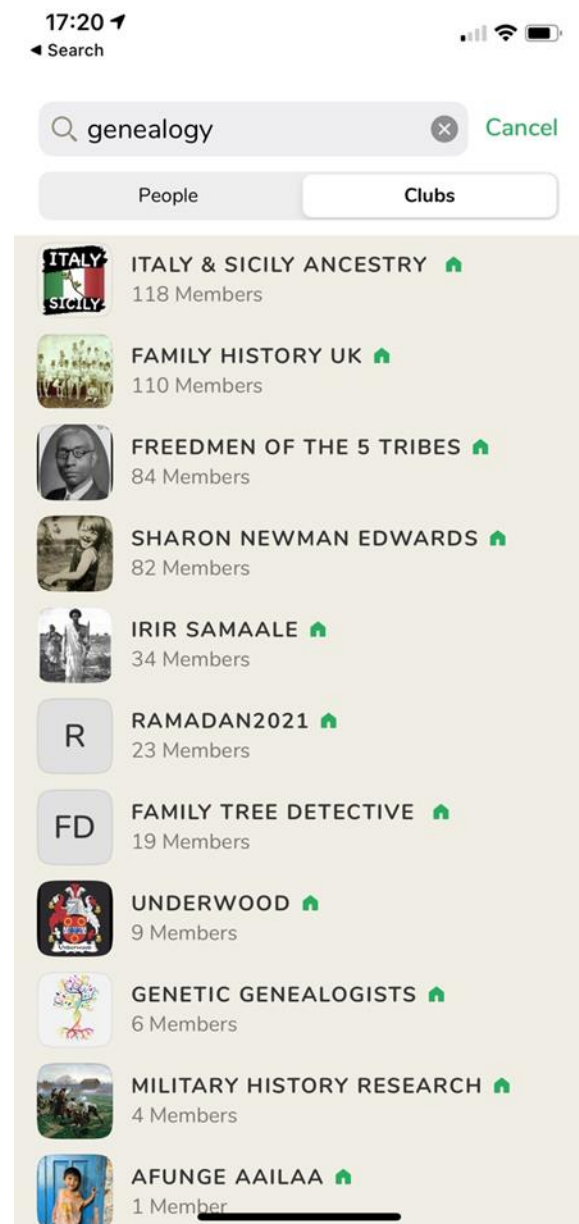 17:20
◀ Search
genealogy
Cancel
People
Clubs
ITALY
SICILY
ITALY & SICILY ANCESTRY
118 Members
FAMILY HISTORY UK
110 Members
FREEDMEN OF THE 5 TRIBES
84 Members
SHARON NEWMAN EDWARDS
82 Members
IRIR SAMAALE
34 Members
R
RAMADAN2021
23 Members
FD
FAMILY TREE DETECTIVE
19 Members
Underwood
UNDERWOOD
9 Members
GENETIC GENEALOGISTS
6 Members
MILITARY HISTORY RESEARCH
4 Members
AFUNGE AAILAA
1 Member